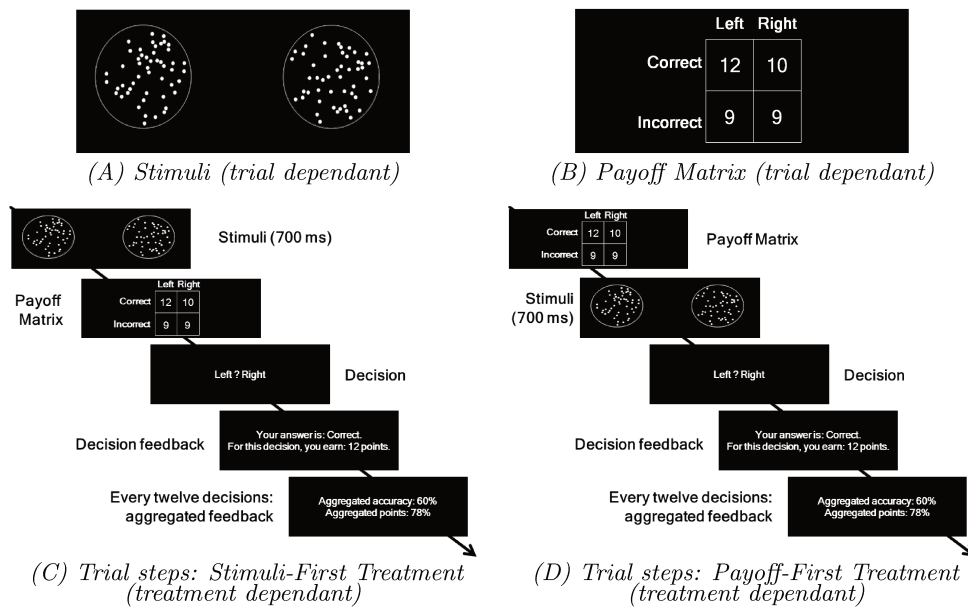 Left Right
Correct 12 10
Incorrect 9 9
(A) Stimuli (trial dependant)
(B) Payoff Matrix (trial dependant)
Stimuli (700 ms)
Payoff
Matrix
Left Right
Correct 12 10
Incorrect 9 9
Left ? Right
Decision
Decision feedback
Your answer is: Correct.
For this decision, you earn: 12 points.
Every twelve decisions:
aggregated feedback
Aggregated accuracy: 60%
Aggregated points: 78%
(C) Trial steps: Stimuli-First Treatment
(treatment dependant)
Left Right
Correct 12 10
Incorrect 9 9
Payoff Matrix
Stimuli
(700 ms)
Left ? Right
Decision
Decision feedback
Your answer is: Correct.
For this decision, you earn: 12 points.
Every twelve decisions:
aggregated feedback
Aggregated accuracy: 60%
Aggregated points: 78%
(D) Trial steps: Payoff-First Treatment
(treatment dependant)